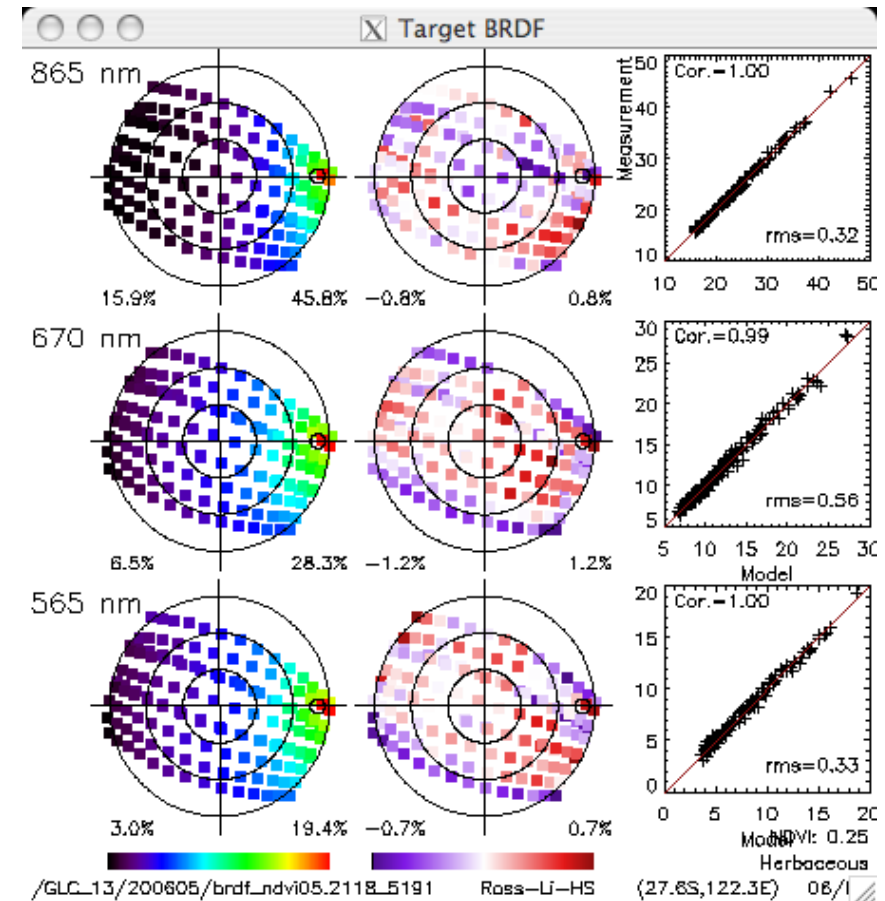 X Target BRDF
865 nm
15.9% 45.8% −0.8% 0.8%
Measurement
50
40
30
20
10
Cor.=1.00
rms=0.32
10 20 30 40 50
670 nm
6.5% 28.3% −1.2% 1.2%
30
25
20
15
10
5
Cor.=0.99
rms=0.56
5 10 15 20 25 30
Model
565 nm
3.0% 19.4% −0.7% 0.7%
20
15
10
5
0
Cor.=1.00
rms=0.33
0 5 10 15 20
Model
NDVI: 0.25
Herbaceous
/GLC_13/200605/brdf_ndvi05.2118_5191 Ross−Li−HS (27.6S,122.3E) 06/